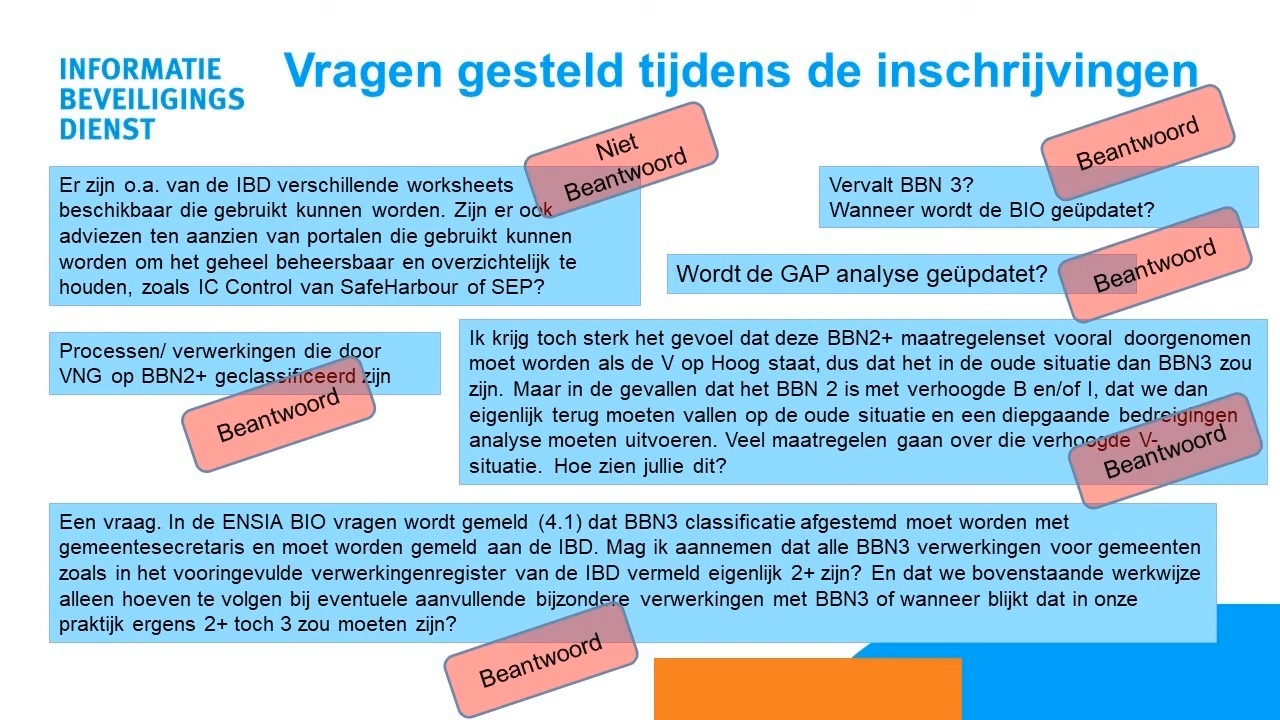 INFORMATIE
BEVEILIGINGS
DIENST
Vragen gesteld tijdens de inschrijvingen
Niet
Beantwoord
Er zijn o.a. van de IBD verschillende worksheets
beschikbaar die gebruikt kunnen worden. Zijn er ook
adviezen ten aanzien van portalen die gebruikt kunnen
worden om het geheel beheersbaar en overzichtelijk te
houden, zoals IC Control van SafeHarbour of SEP?
Beantwoord
Vervalt BBN 3?
Wanneer wordt de BIO geüpdatet?
Wordt de GAP analyse geüpdatet?
Beantwoord
Processen/ verwerkingen die door
VNG op BBN2+ geclassificeerd zijn
Beantwoord
Ik krijg toch sterk het gevoel dat deze BBN2+ maatregelenset vooral doorgenomen
moet worden als de V op Hoog staat, dus dat het in de oude situatie dan BBN3 zou
zijn. Maar in de gevallen dat het BBN 2 is met verhoogde B en/of I, dat we dan
eigenlijk terug moeten vallen op de oude situatie en een diepgaande bedreigingen
analyse moeten uitvoeren. Veel maatregelen gaan over die verhoogde V-
situatie. Hoe zien jullie dit?
Beantwoord
Een vraag. In de ENSIA BIO vragen wordt gemeld (4.1) dat BBN3 classificatie afgestemd moet worden met
gemeentesecretaris en moet worden gemeld aan de IBD. Mag ik aannemen dat alle BBN3 verwerkingen voor gemeenten
zoals in het vooringevulde verwerkingenregister van de IBD vermeld eigenlijk 2+ zijn? En dat we bovenstaande werkwijze
alleen hoeven te volgen bij eventuele aanvullende bijzondere verwerkingen met BBN3 of wanneer blijkt dat in onze
praktijk ergens 2+ toch 3 zou moeten zijn?
Beantwoord